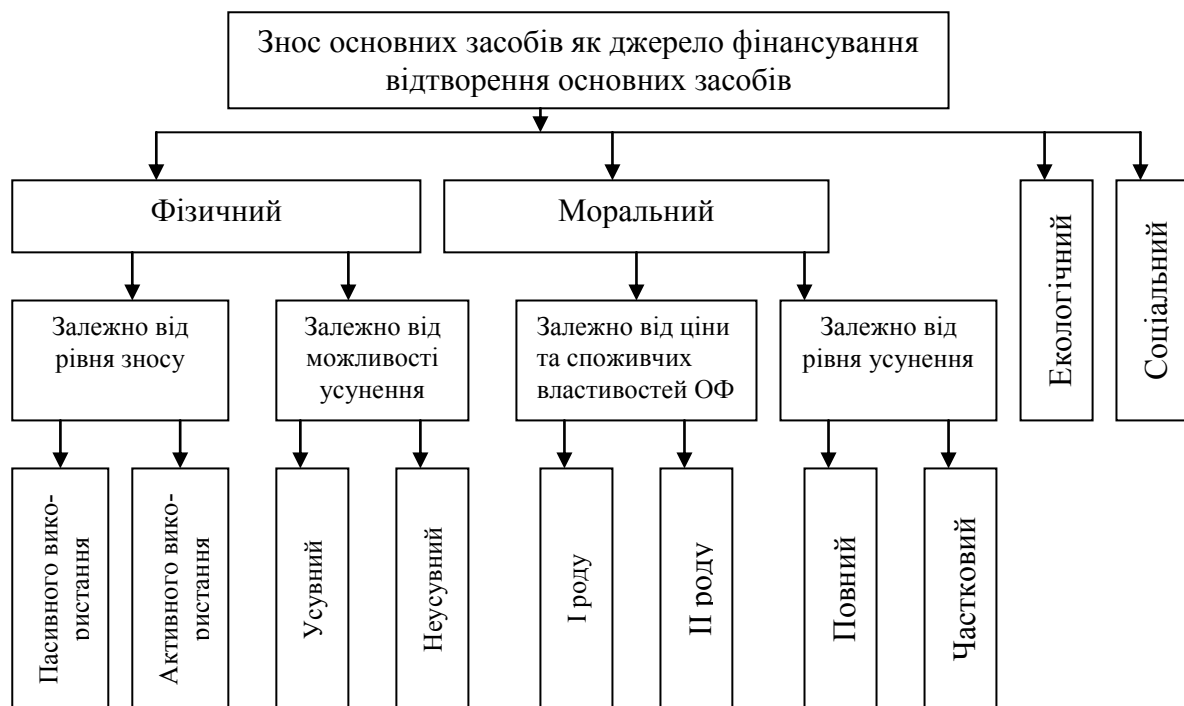 Знос основних засобів як джерело фінансування
відтворення основних засобів
Фізичний
Моральний
Екологічний
Соціальний
Залежно від
рівня зносу
Залежно від
можливості
усунення
Залежно від ціни
та споживчих
властивостей ОФ
Залежно від
рівня усунення
Пасивного вико-
ристання
Активного вико-
ристання
Усувний
Неусувний
І роду
ІІ роду
Повний
Частковий